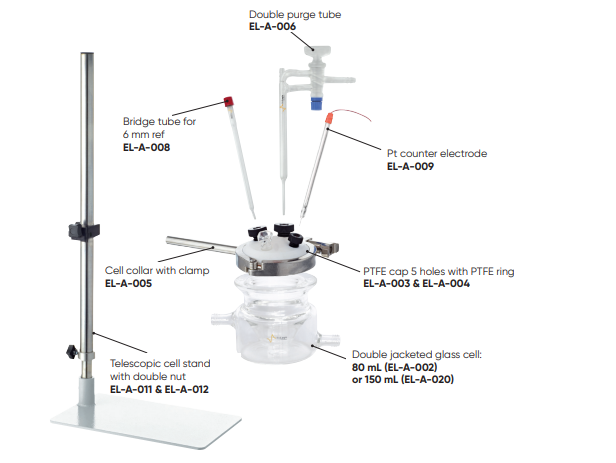 Double purge tube
EL-A-006
Bridge tube for
6 mm ref
EL-A-008
Pt counter electrode
EL-A-009
Cell collar with clamp
EL-A-005
PTFE cap 5 holes with PTFE ring
EL-A-003 & EL-A-004
Telescopic cell stand
with double nut
EL-A-011 & EL-A-012
Double jacketed glass cell:
80 mL (EL-A-002)
or 150 mL (EL-A-020)